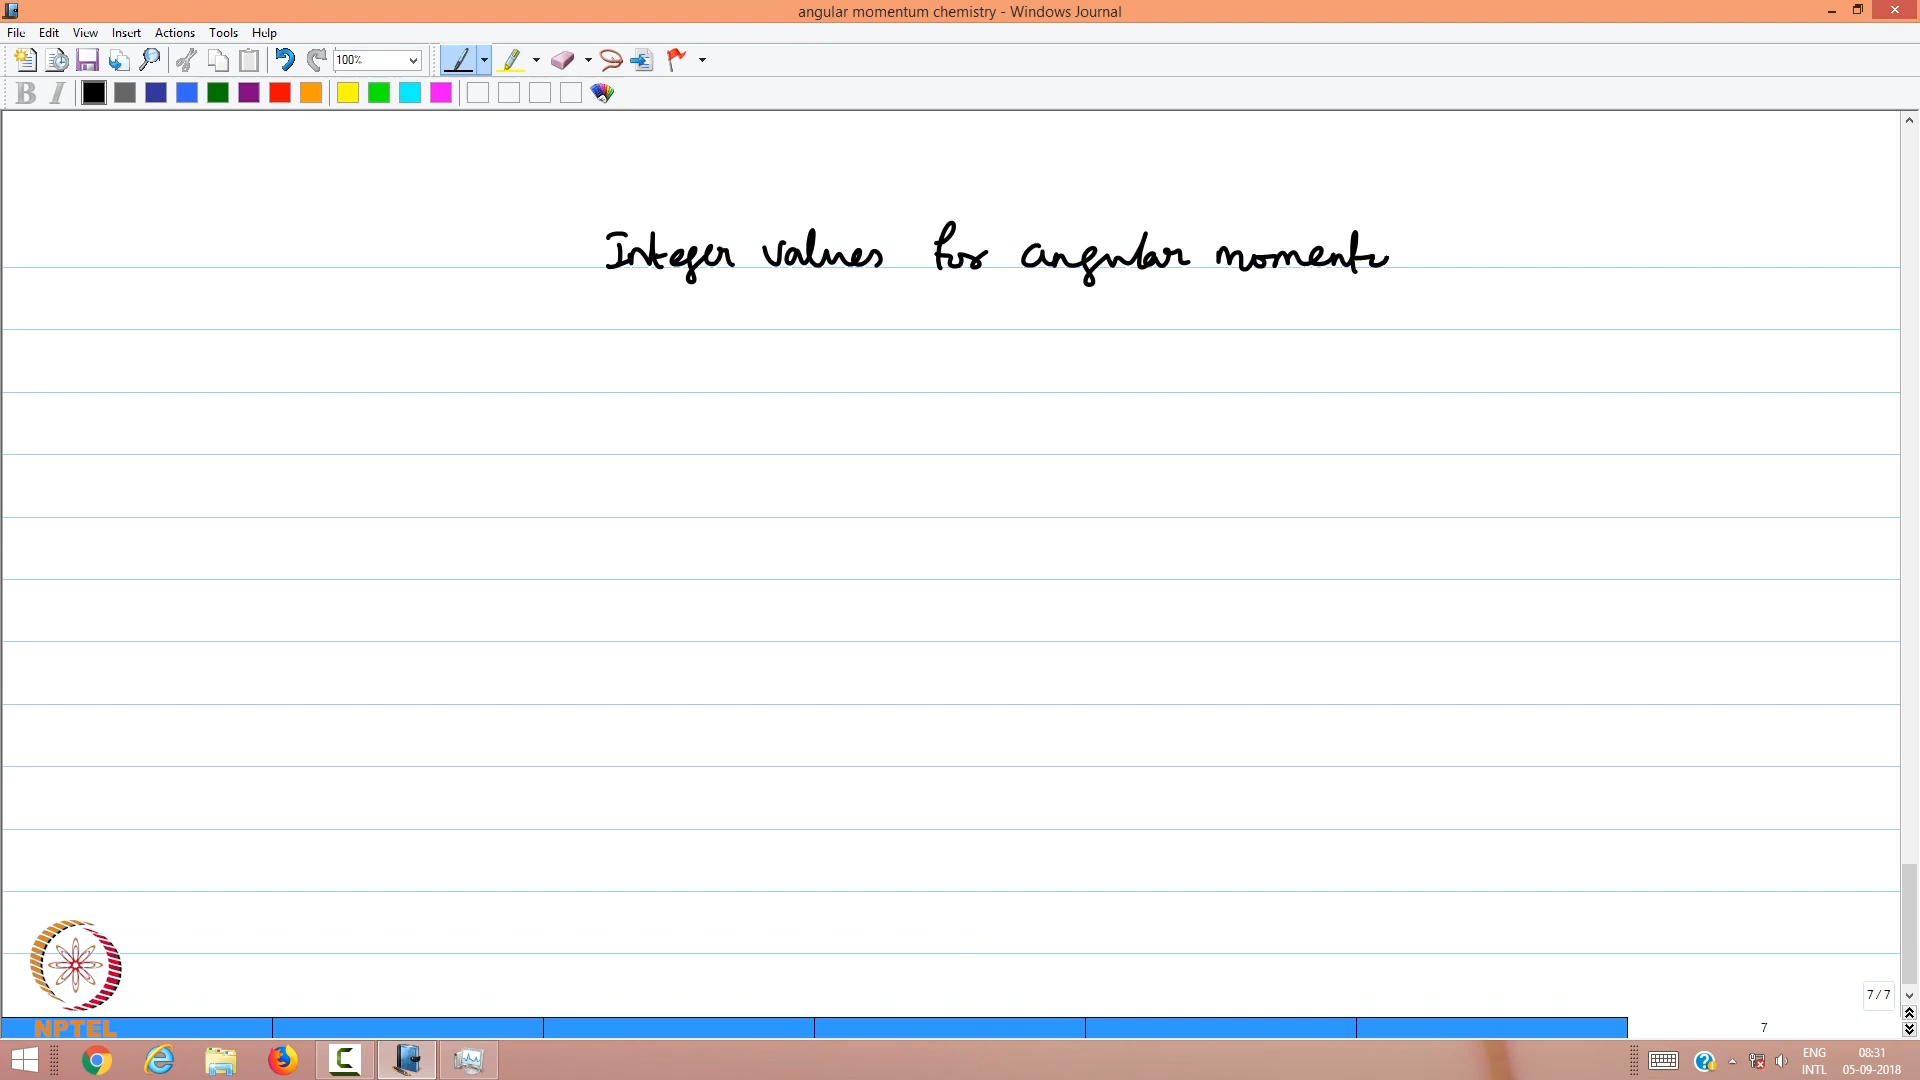 angular momentum chemistry - Windows Journal
File Edit View Insert Actions Tools Help
100%
B I
Integer values for angular momentu
7 / 7
NPTEL
7
ENG 08:31
INTL 05-09-2018